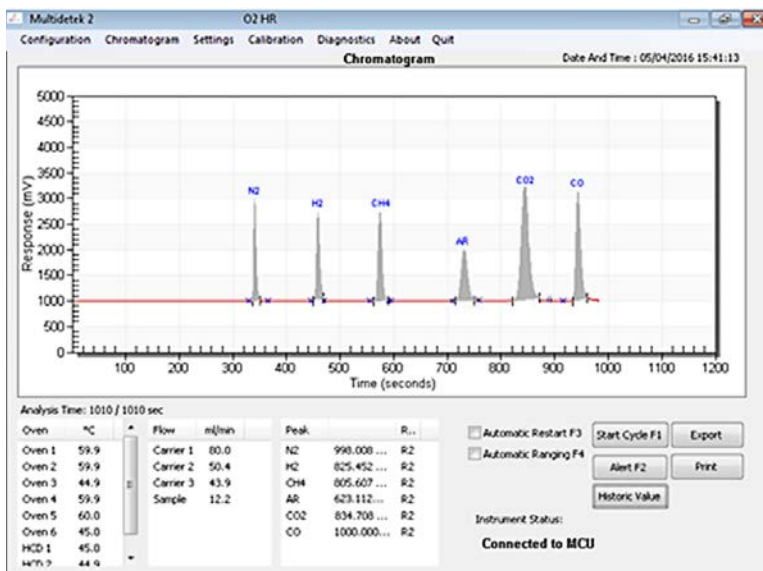 Multidetek 2 O2 HR
Configuration Chromatogram Settings Calibration Diagnostics About Quit
Chromatogram
Date And Time : 05/04/2016 15:41:13
Response (mV)
5000
4500
4000
3500
3000
2500
2000
1500
1000
500
0
N2
H2
CH4
AR
CO2
CO
100 200 300 400 500 600 700 800 900 1000 1100 1200
Time (seconds)
Analysis Time: 1010 / 1010 sec
Oven °C
Oven 1 59.9
Oven 2 59.9
Oven 3 44.9
Oven 4 59.9
Oven 5 60.0
Oven 6 45.0
HCD 1 45.0
HCD 2 44.9
Flow ml/min
Carrier 1 80.0
Carrier 2 50.4
Carrier 3 43.9
Sample 12.2
Peak R...
N2 998.008 ... R2
H2 825.452 ... R2
CH4 805.607 ... R2
AR 623.112... R2
CO2 834.708 ... R2
CO 1000.000... R2
Automatic Restart F3
Automatic Ranging F4
Start Cycle F1
Export
Alert F2
Print
Historic Value
Instrument Status:
Connected to MCU